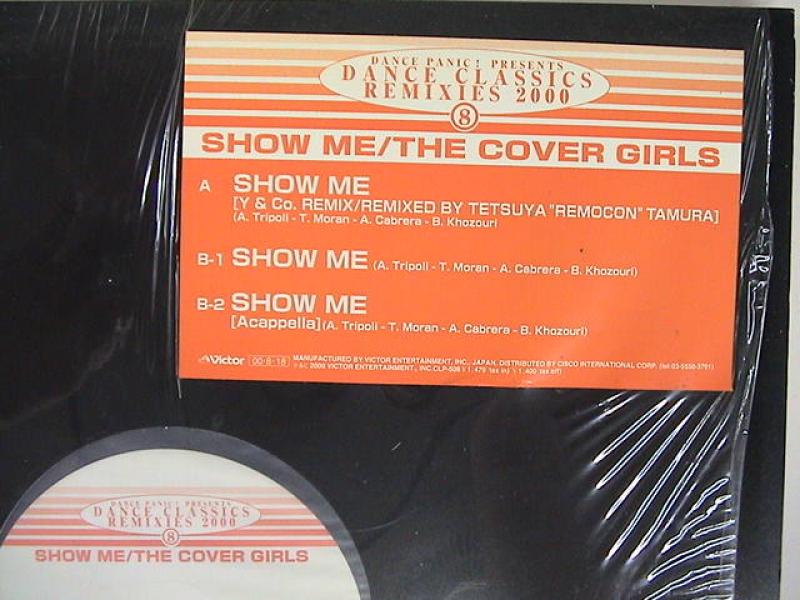 DANCE PANIC! PRESENTS
DANCE CLASSICS
REMIXIES 2000
8
SHOW ME/THE COVER GIRLS
A SHOW ME
[Y & Co. REMIX/REMIXED BY TETSUYA "REMOCON" TAMURA]
(A. Tripoli - T. Moran - A. Cabrera - B. Khozouri
B-1 SHOW ME (A. Tripoli - T. Moran - A. Cabrera - B. Khozouri)
B-2 SHOW ME
[Acappella] (A. Tripoli - T. Moran - A. Cabrera - B. Khozouri)
Victor 00·8·18 MANUFACTURED BY VICTOR ENTERTAINMENT, INC., JAPAN. DISTRIBUTED BY CISCO INTERNATIONAL CORP.
2000 VICTOR ENTERTAINMENT, INC.
DANCE PANIC! PRESENTS
DANCE CLASSICS
REMIXIES 2000
8
SHOW ME/THE COVER GIRLS